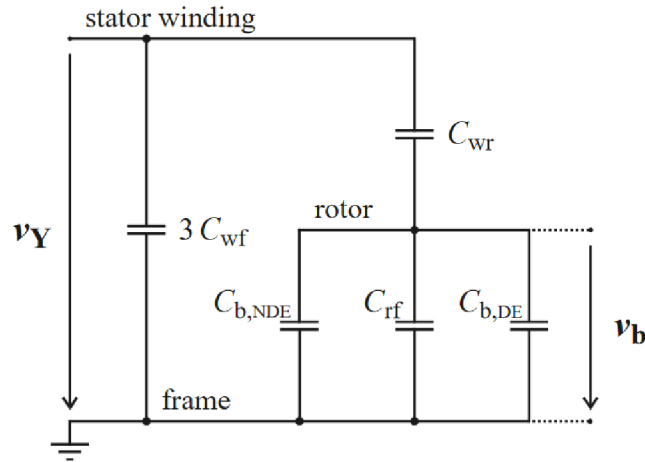 stator winding
C_wr
rotor
v_Y
3 C_wf
C_b,NDE
C_rf
C_b,DE
v_b
frame